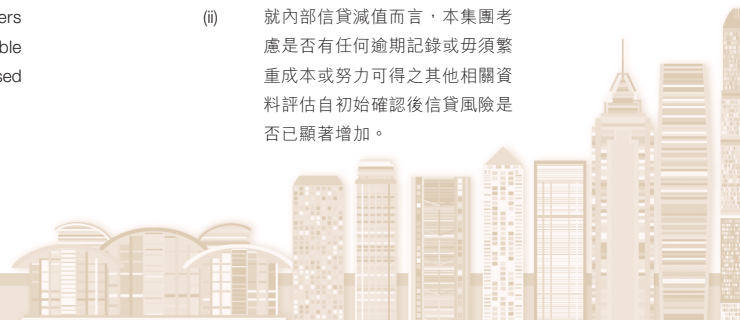 ers
ble
sed
(ii) 就內部信貸減值而言，本集團考
慮是否有任何逾期記錄或毋須繁
重成本或努力可得之其他相關資
料評估自初始確認後信貸風險是
否已顯著增加。